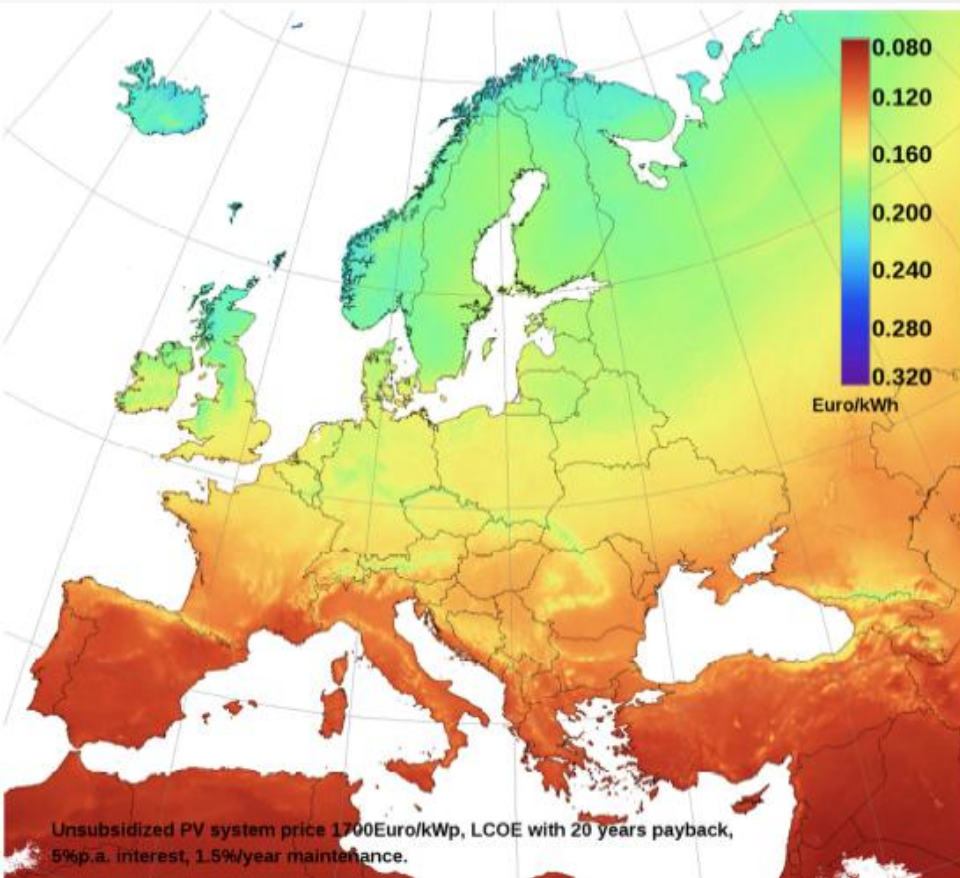 0.080
0.120
0.160
0.200
0.240
0.280
0.320
Euro/kWh
Unsubsidized PV system price 1700Euro/kWp, LCOE with 20 years payback,
5%p.a. interest, 1.5%/year maintenance.